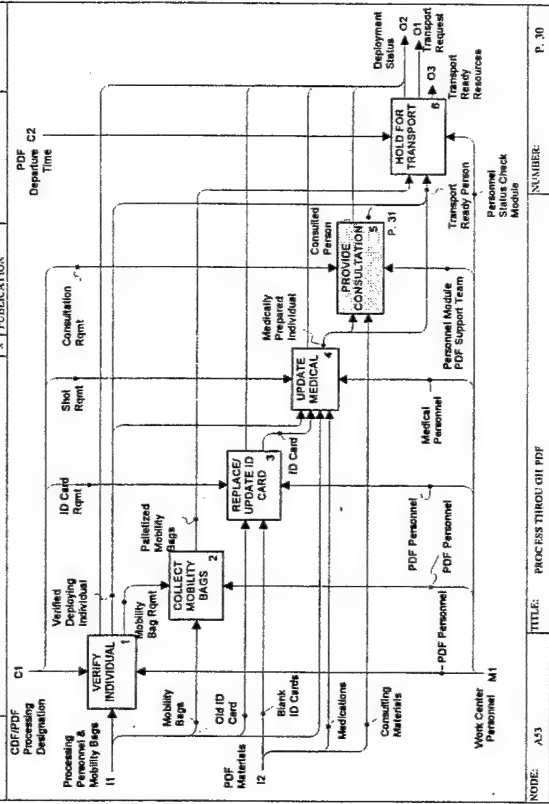 PUBLICATION
CDF/PDF
Processing
Designation
C1
PDF
Departure C2
Time
ID Card
Rqmt
Shot
Rqmt
Consultation
Rqmt
Deployment
Status
O2
O1
Transport
Request
O3
Transport
Ready
Resources
Processing
Personnel &
Mobility Bags
I1
VERIFY
INDIVIDUAL
1
Verified
Deploying
Individual
Mobility
Bag Rqmt
Palletized
Mobility
Bags
COLLECT
MOBILITY
BAGS
2
REPLACE/
UPDATE ID
CARD
3
ID Card
Medically
Prepared
Individual
UPDATE
MEDICAL
4
Consulted
Person
PROVIDE
CONSULTATION
5
P. 31
HOLD FOR
TRANSPORT
6
Mobility
Bags
Old ID
Card
PDF
Materials
I2
Blank
ID Cards
Medications
Consulting
Materials
Work Center
Personnel
M1
PDF Personnel
PDF Personnel
PDF Personnel
Medical
Personnel
Personnel Module
PDF Support Team
Transport
Ready Person
Personnel
Status Check
Module
NODE: A53
TITLE: PROCESS THROUGH PDF
NUMBER: P. 30